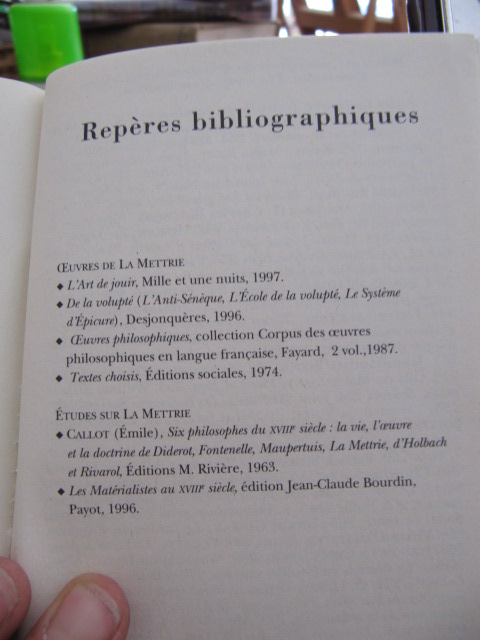 Repères bibliographiques
ŒUVRES DE LA METTRIE
◆ L'Art de jouir, Mille et une nuits, 1997.
◆ De la volupté (L'Anti-Sénèque, L'École de la volupté, Le Système
d'Épicure), Desjonquères, 1996.
◆ Œuvres philosophiques, collection Corpus des œuvres
philosophiques en langue française, Fayard, 2 vol.,1987.
◆ Textes choisis, Éditions sociales, 1974.
ÉTUDES SUR LA METTRIE
◆ CALLOT (Émile), Six philosophes du XVIIIᵉ siècle : la vie, l'œuvre
et la doctrine de Diderot, Fontenelle, Maupertuis, La Mettrie, d'Holbach
et Rivarol, Éditions M. Rivière, 1963.
◆ Les Matérialistes au XVIIIᵉ siècle, édition Jean-Claude Bourdin,
Payot, 1996.